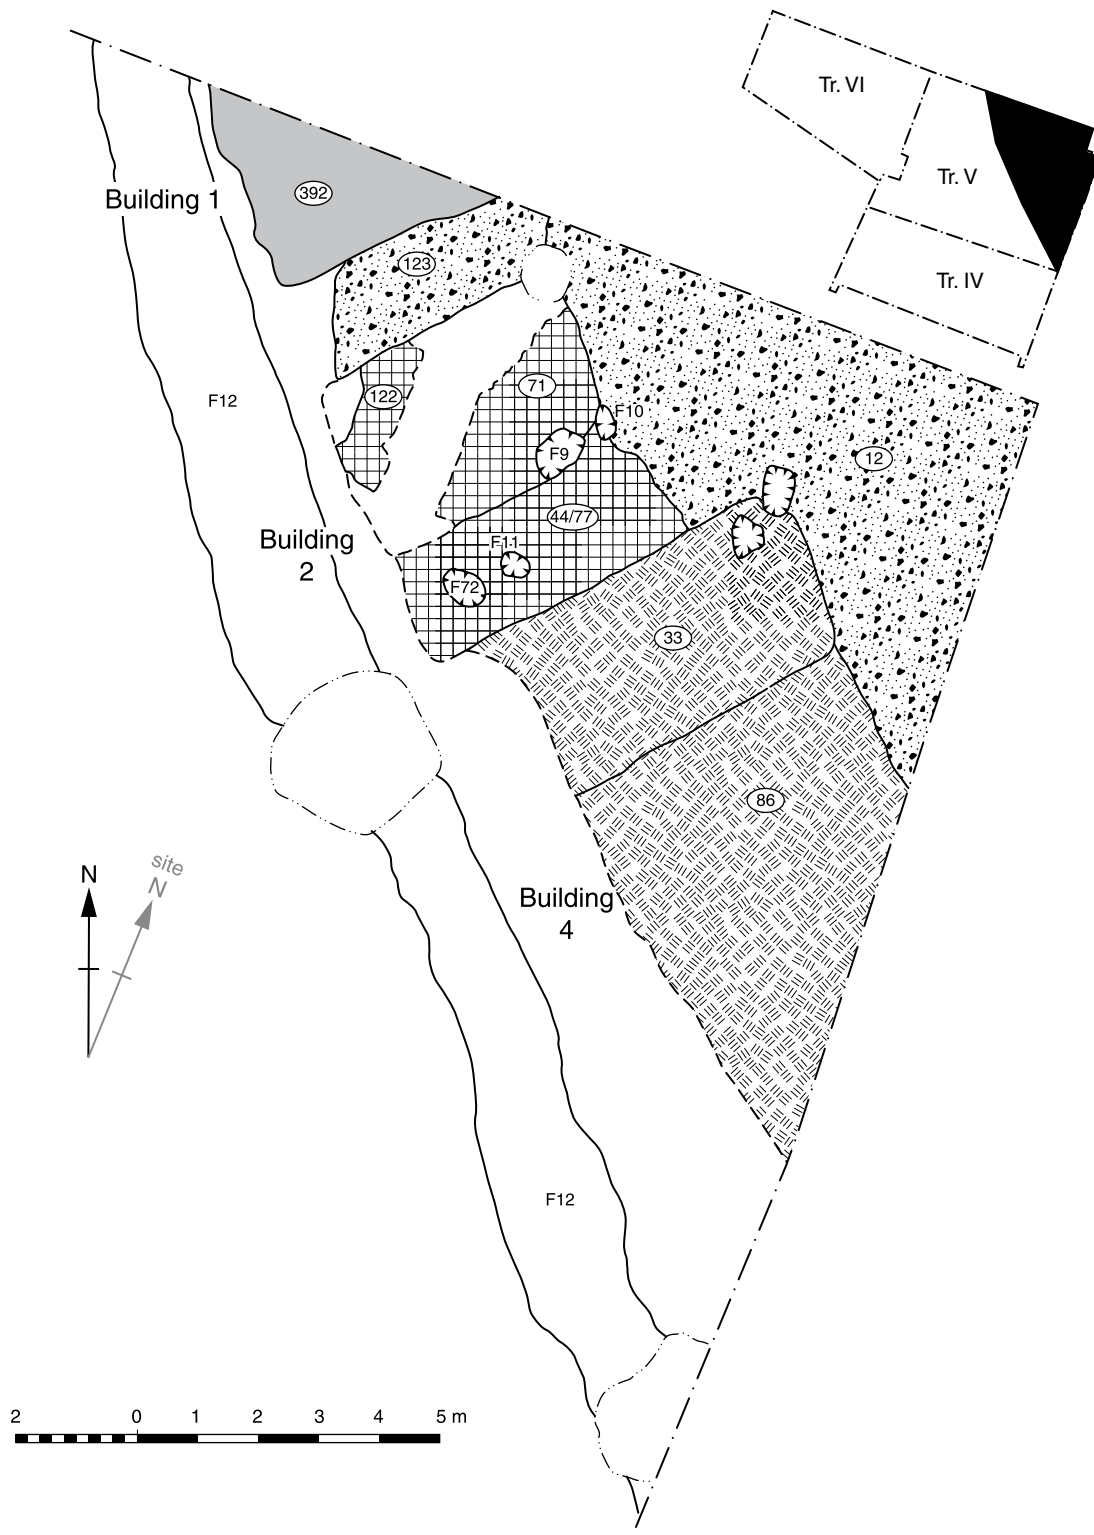 Tr. VI
Tr. V
Tr. IV
392
Building 1
123
122
71
F10
F12
F9
12
44/77
Building
2
F11
F72
33
86
site
N
N
Building
4
F12
2 0 1 2 3 4 5 m